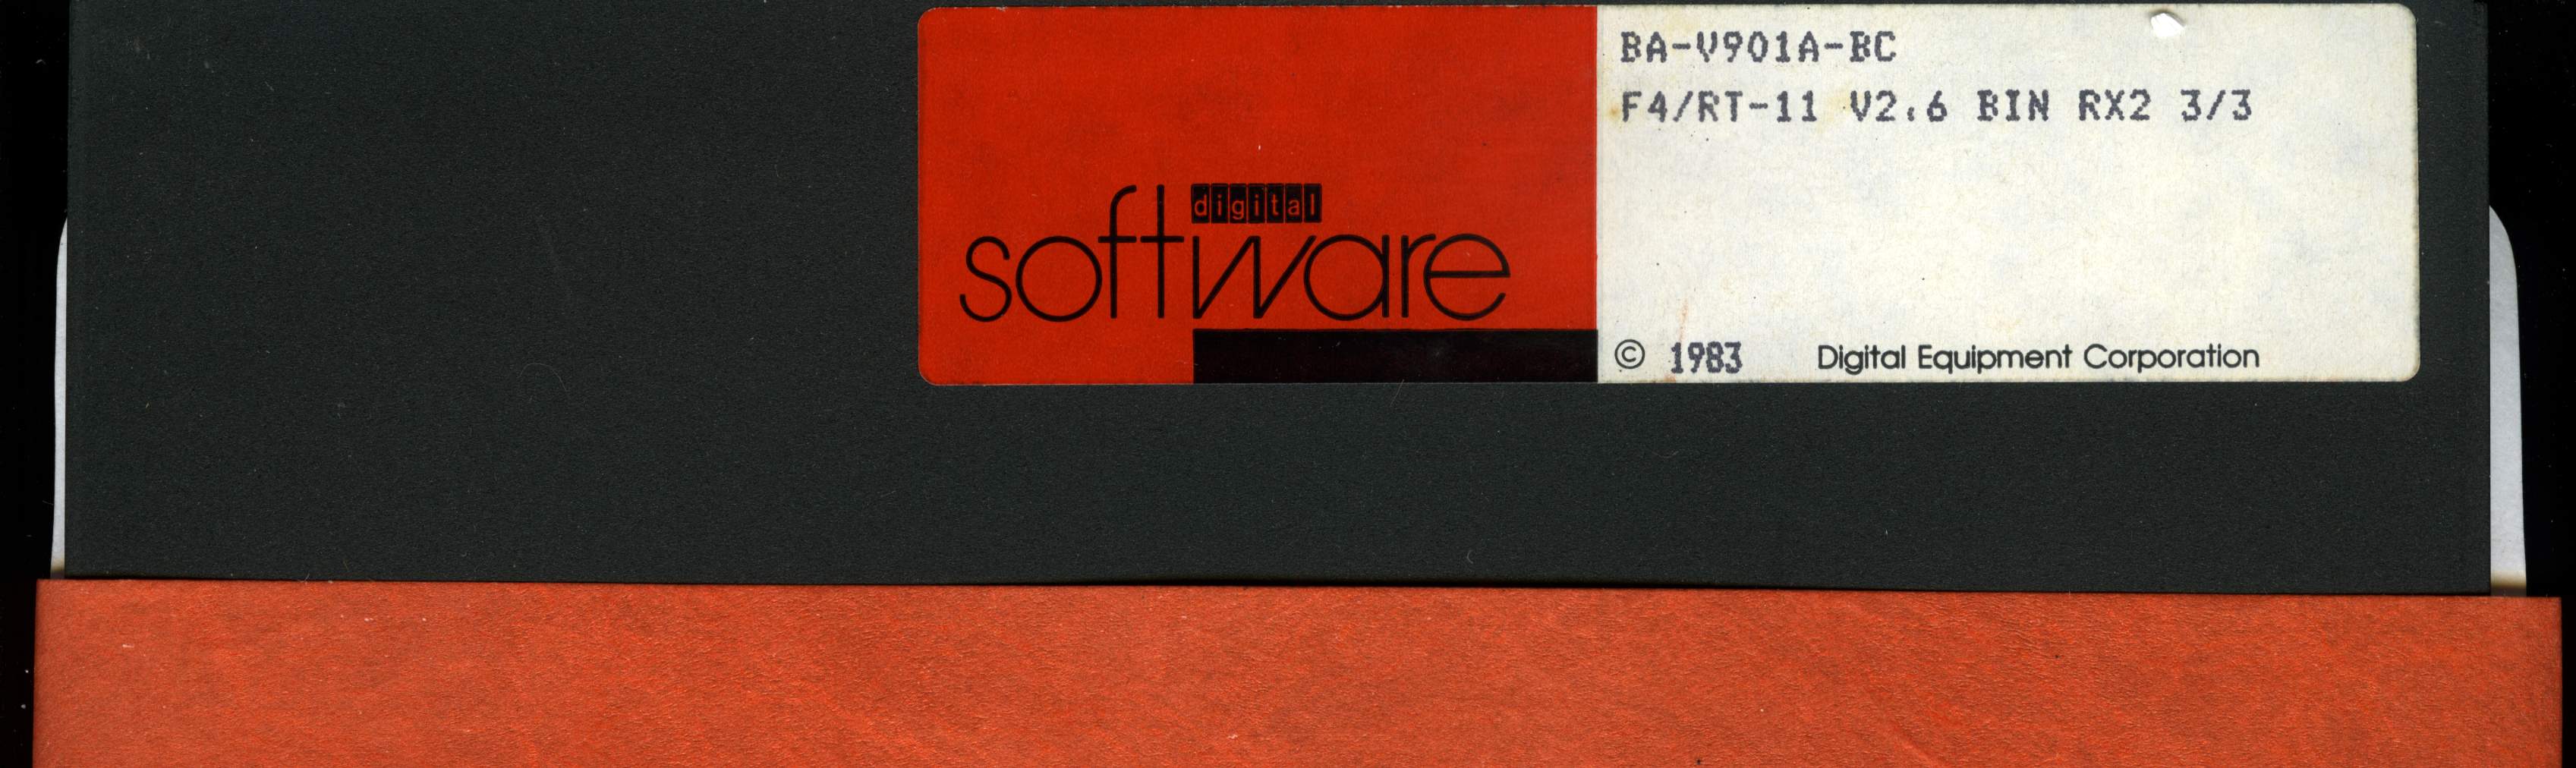 digital
software
BA-V901A-BC
F4/RT-11 V2.6 BIN RX2 3/3
© 1983 Digital Equipment Corporation